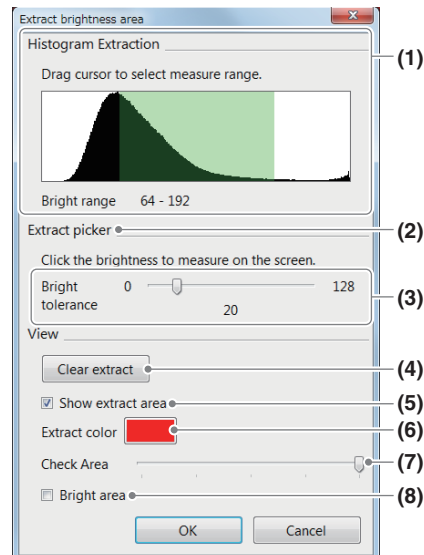 Extract brightness area
Histogram Extraction
(1)
Drag cursor to select measure range.
Bright range 64 - 192
Extract picker
(2)
Click the brightness to measure on the screen.
Bright tolerance 0 128
20
(3)
View
Clear extract
(4)
Show extract area
(5)
Extract color
(6)
Check Area
(7)
Bright area
(8)
OK Cancel